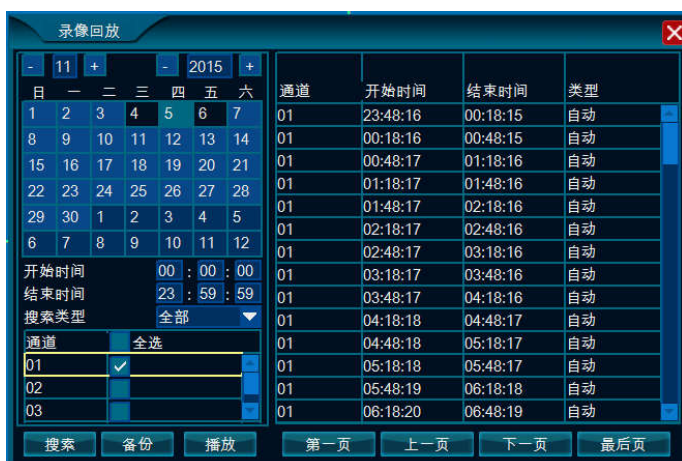 录像回放
- 11 + - 2015 +
日 一 二 三 四 五 六
1 2 3 4 5 6 7
8 9 10 11 12 13 14
15 16 17 18 19 20 21
22 23 24 25 26 27 28
29 30 1 2 3 4 5
6 7 8 9 10 11 12
开始时间 00 : 00 : 00
结束时间 23 : 59 : 59
搜索类型 全部
通道 全选
01
02
03
搜索 备份 播放
通道 开始时间 结束时间 类型
01 23:48:16 00:18:15 自动
01 00:18:16 00:48:15 自动
01 00:48:17 01:18:16 自动
01 01:18:17 01:48:16 自动
01 01:48:17 02:18:16 自动
01 02:18:17 02:48:16 自动
01 02:48:17 03:18:16 自动
01 03:18:17 03:48:16 自动
01 03:48:17 04:18:16 自动
01 04:18:18 04:48:17 自动
01 04:48:18 05:18:17 自动
01 05:18:18 05:48:17 自动
01 05:48:19 06:18:18 自动
01 06:18:20 06:48:19 自动
第一页 上一页 下一页 最后页